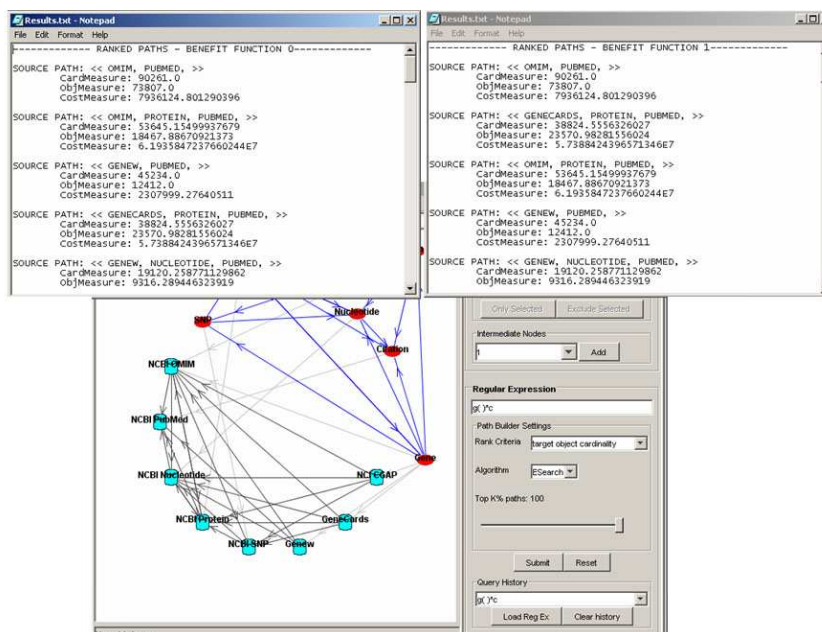 Results.txt - Notepad
File Edit Format Help
------------- RANKED PATHS - BENEFIT FUNCTION 0-------------
SOURCE PATH: << OMIM, PUBMED, >>
CardMeasure: 90261.0
ObjMeasure: 73807.0
CostMeasure: 7936124.801290396
SOURCE PATH: << OMIM, PROTEIN, PUBMED, >>
CardMeasure: 53645.15499937679
ObjMeasure: 18467.88670921373
CostMeasure: 6.1935847237660244E7
SOURCE PATH: << GENEW, PUBMED, >>
CardMeasure: 45234.0
ObjMeasure: 12412.0
CostMeasure: 2307999.27640511
SOURCE PATH: << GENECARDS, PROTEIN, PUBMED, >>
CardMeasure: 38824.5556326027
ObjMeasure: 23570.98281556024
CostMeasure: 5.7388424396571346E7
SOURCE PATH: << GENEW, NUCLEOTIDE, PUBMED, >>
CardMeasure: 19120.258771129862
ObjMeasure: 9316.289446323919
Results.txt - Notepad
File Edit Format Help
------------- RANKED PATHS - BENEFIT FUNCTION 1-------------
SOURCE PATH: << OMIM, PUBMED, >>
CardMeasure: 90261.0
ObjMeasure: 73807.0
CostMeasure: 7936124.801290396
SOURCE PATH: << GENECARDS, PROTEIN, PUBMED, >>
CardMeasure: 38824.5556326027
ObjMeasure: 23570.98281556024
CostMeasure: 5.7388424396571346E7
SOURCE PATH: << OMIM, PROTEIN, PUBMED, >>
CardMeasure: 53645.15499937679
ObjMeasure: 18467.88670921373
CostMeasure: 6.1935847237660244E7
SOURCE PATH: << GENEW, PUBMED, >>
CardMeasure: 45234.0
ObjMeasure: 12412.0
CostMeasure: 2307999.27640511
SOURCE PATH: << GENEW, NUCLEOTIDE, PUBMED, >>
CardMeasure: 19120.258771129862
ObjMeasure: 9316.289446323919
SNP
Nucleotide
Citation
NCBI OMIM
NCBI PubMed
NCBI Nucleotide
NCI CGAP
Gene
NCBI Protein
GeneCards
NCBI SNP
Genew
Only Selected Exclude Selected
Intermediate Nodes
1 Add
Regular Expression
g( )*c
Path Builder Settings
Rank Criteria target object cardinality
Algorithm ESearch
Top K% paths: 100
Submit Reset
Query History
g( )*c
Load Reg Ex Clear history